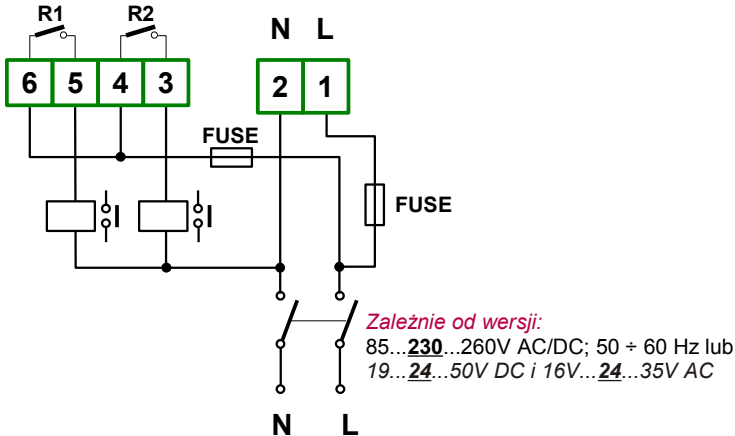 R1 R2
N L
6 5 4 3 2 1
FUSE
FUSE
Zależnie od wersji:
85...230...260V AC/DC; 50 ÷ 60 Hz lub
19...24...50V DC i 16V...24...35V AC
N L